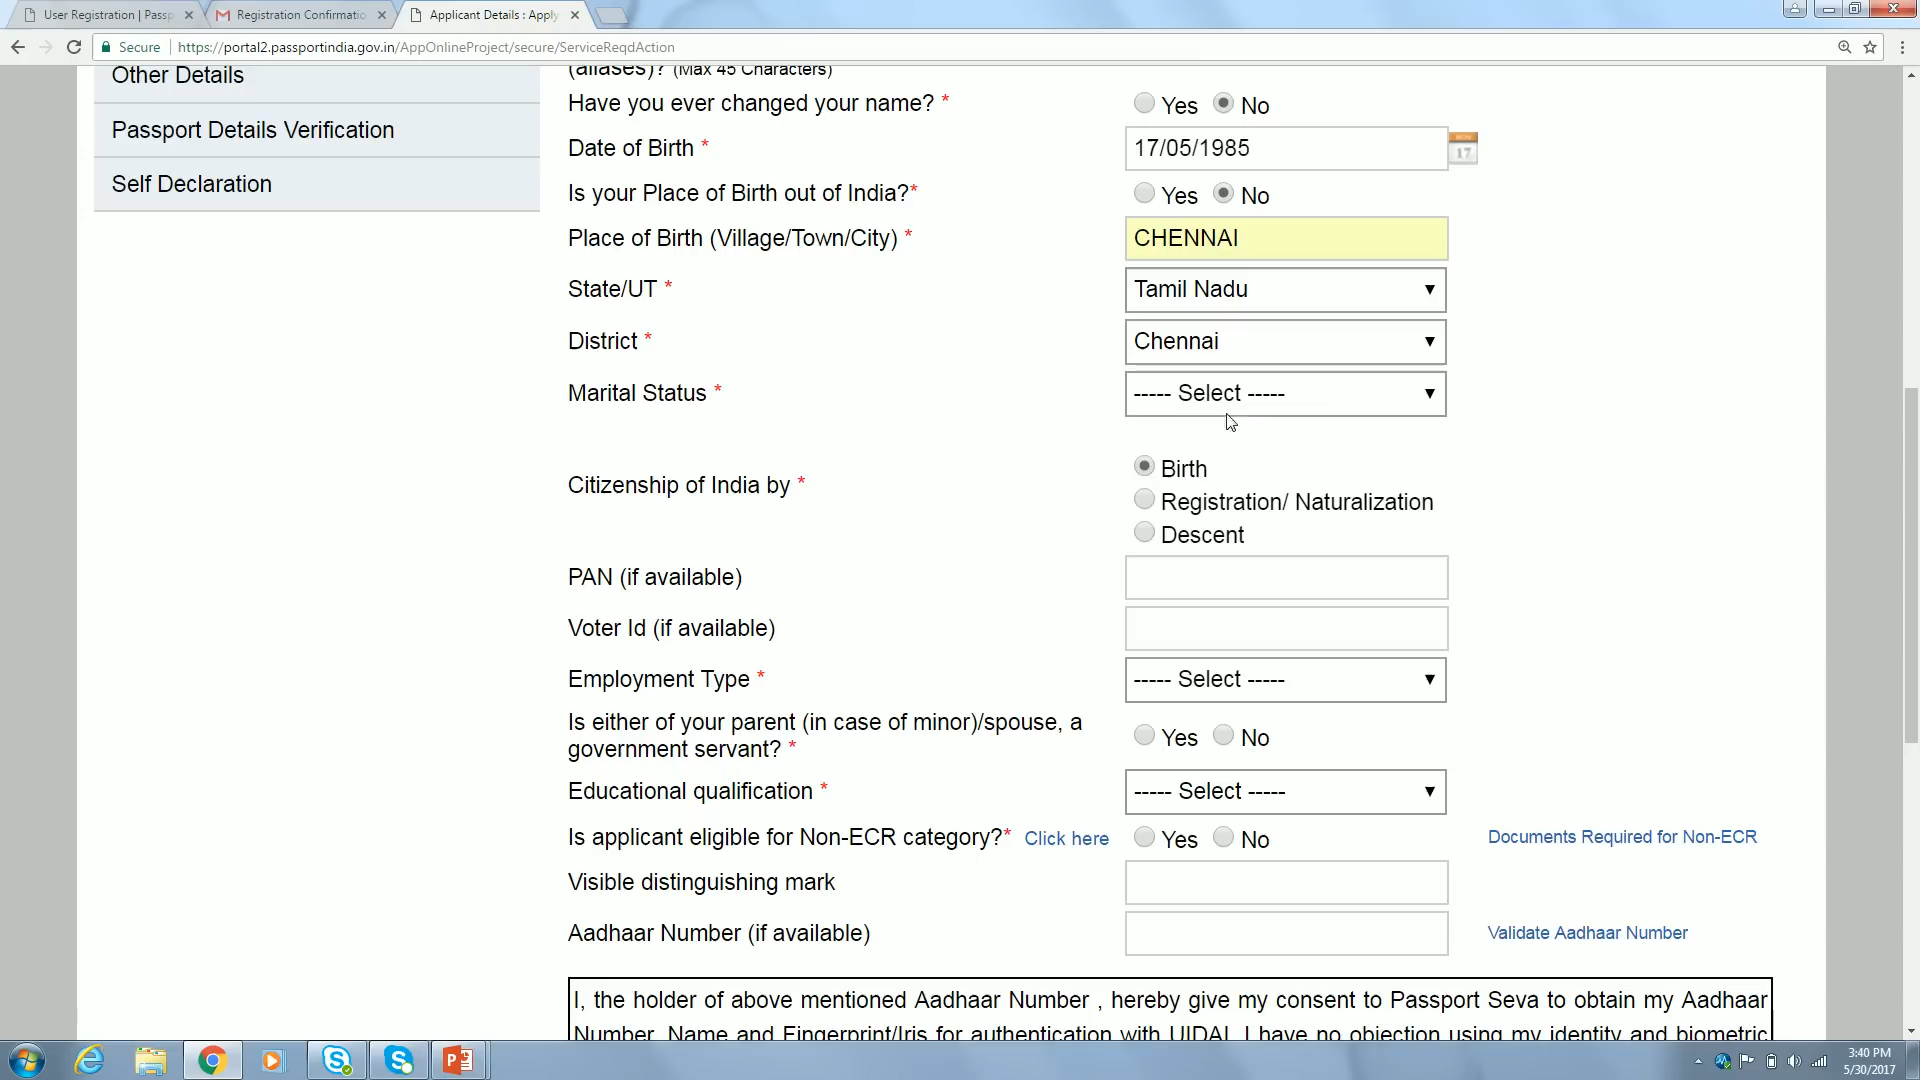 User Registration | Passp
Registration Confirmatio
Applicant Details : Apply
Secure
https://portal2.passportindia.gov.in/AppOnlineProject/secure/ServiceReqdAction
Other Details
Passport Details Verification
Self Declaration
(aliases)? (Max 45 Characters)
Have you ever changed your name? * Yes No
Date of Birth * 17/05/1985
MON 17
Is your Place of Birth out of India?* Yes No
Place of Birth (Village/Town/City) * CHENNAI
State/UT * Tamil Nadu
District * Chennai
Marital Status * ----- Select -----
Citizenship of India by *
Birth
Registration/ Naturalization
Descent
PAN (if available)
Voter Id (if available)
Employment Type * ----- Select -----
Is either of your parent (in case of minor)/spouse, a
government servant? * Yes No
Educational qualification * ----- Select -----
Is applicant eligible for Non-ECR category?* Click here Yes No Documents Required for Non-ECR
Visible distinguishing mark
Aadhaar Number (if available) Validate Aadhaar Number
I, the holder of above mentioned Aadhaar Number , hereby give my consent to Passport Seva to obtain my Aadhaar
Number, Name and Fingerprint/Iris for authentication with UIDAI. I have no objection using my identity and biometric
3:40 PM
5/30/2017